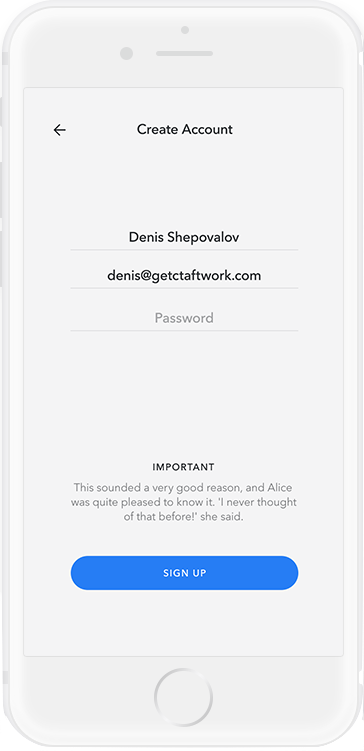 Create Account
Denis Shepovalov
denis@getctaftwork.com
Password
IMPORTANT
This sounded a very good reason, and Alice
was quite pleased to know it. 'I never thought
of that before!' she said.
SIGN UP